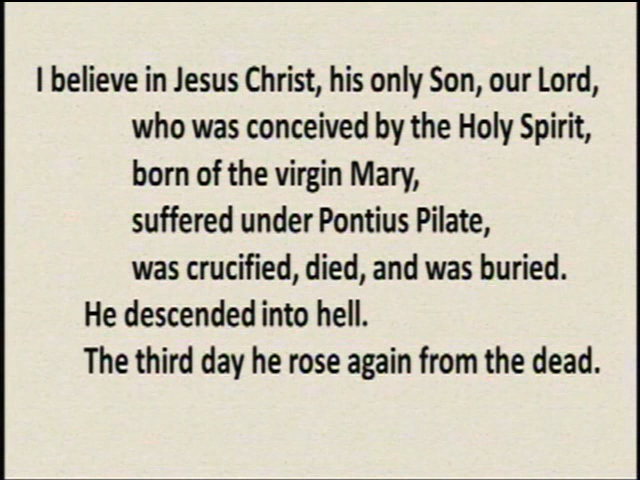 I believe in Jesus Christ, his only Son, our Lord,
who was conceived by the Holy Spirit,
born of the virgin Mary,
suffered under Pontius Pilate,
was crucified, died, and was buried.
He descended into hell.
The third day he rose again from the dead.